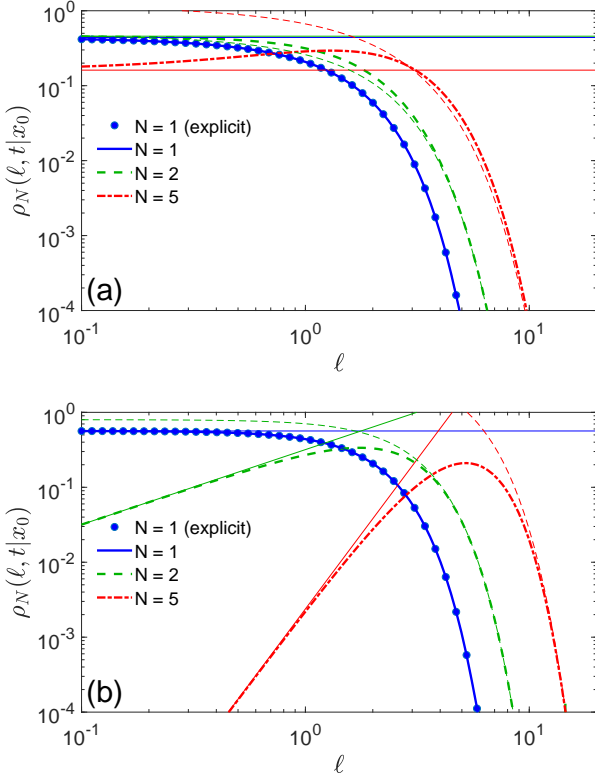 10^0
10^-1
10^-2
10^-3
10^-4
ρ_N(ℓ, t|x_0)
N = 1 (explicit)
N = 1
N = 2
N = 5
(a)
10^-1
10^0
10^1
ℓ
10^0
10^-1
10^-2
10^-3
10^-4
ρ_N(ℓ, t|x_0)
N = 1 (explicit)
N = 1
N = 2
N = 5
(b)
10^-1
10^0
10^1
ℓ